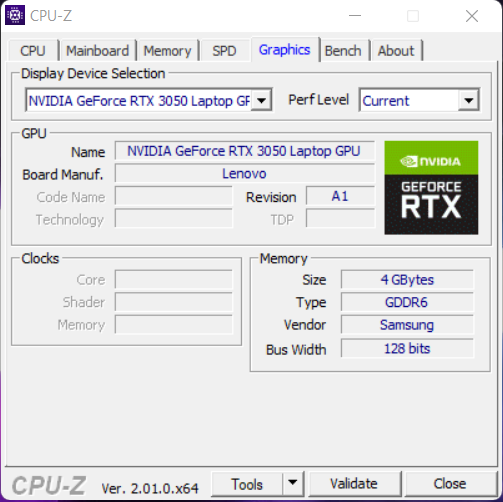 CPU-Z
CPU Mainboard Memory SPD Graphics Bench About
Display Device Selection
NVIDIA GeForce RTX 3050 Laptop GP Perf Level Current
GPU
Name NVIDIA GeForce RTX 3050 Laptop GPU
Board Manuf. Lenovo
Code Name Revision A1
Technology TDP
NVIDIA
GEFORCE
RTX
Clocks
Core
Shader
Memory
Memory
Size 4 GBytes
Type GDDR6
Vendor Samsung
Bus Width 128 bits
CPU-Z Ver. 2.01.0.x64 Tools Validate Close